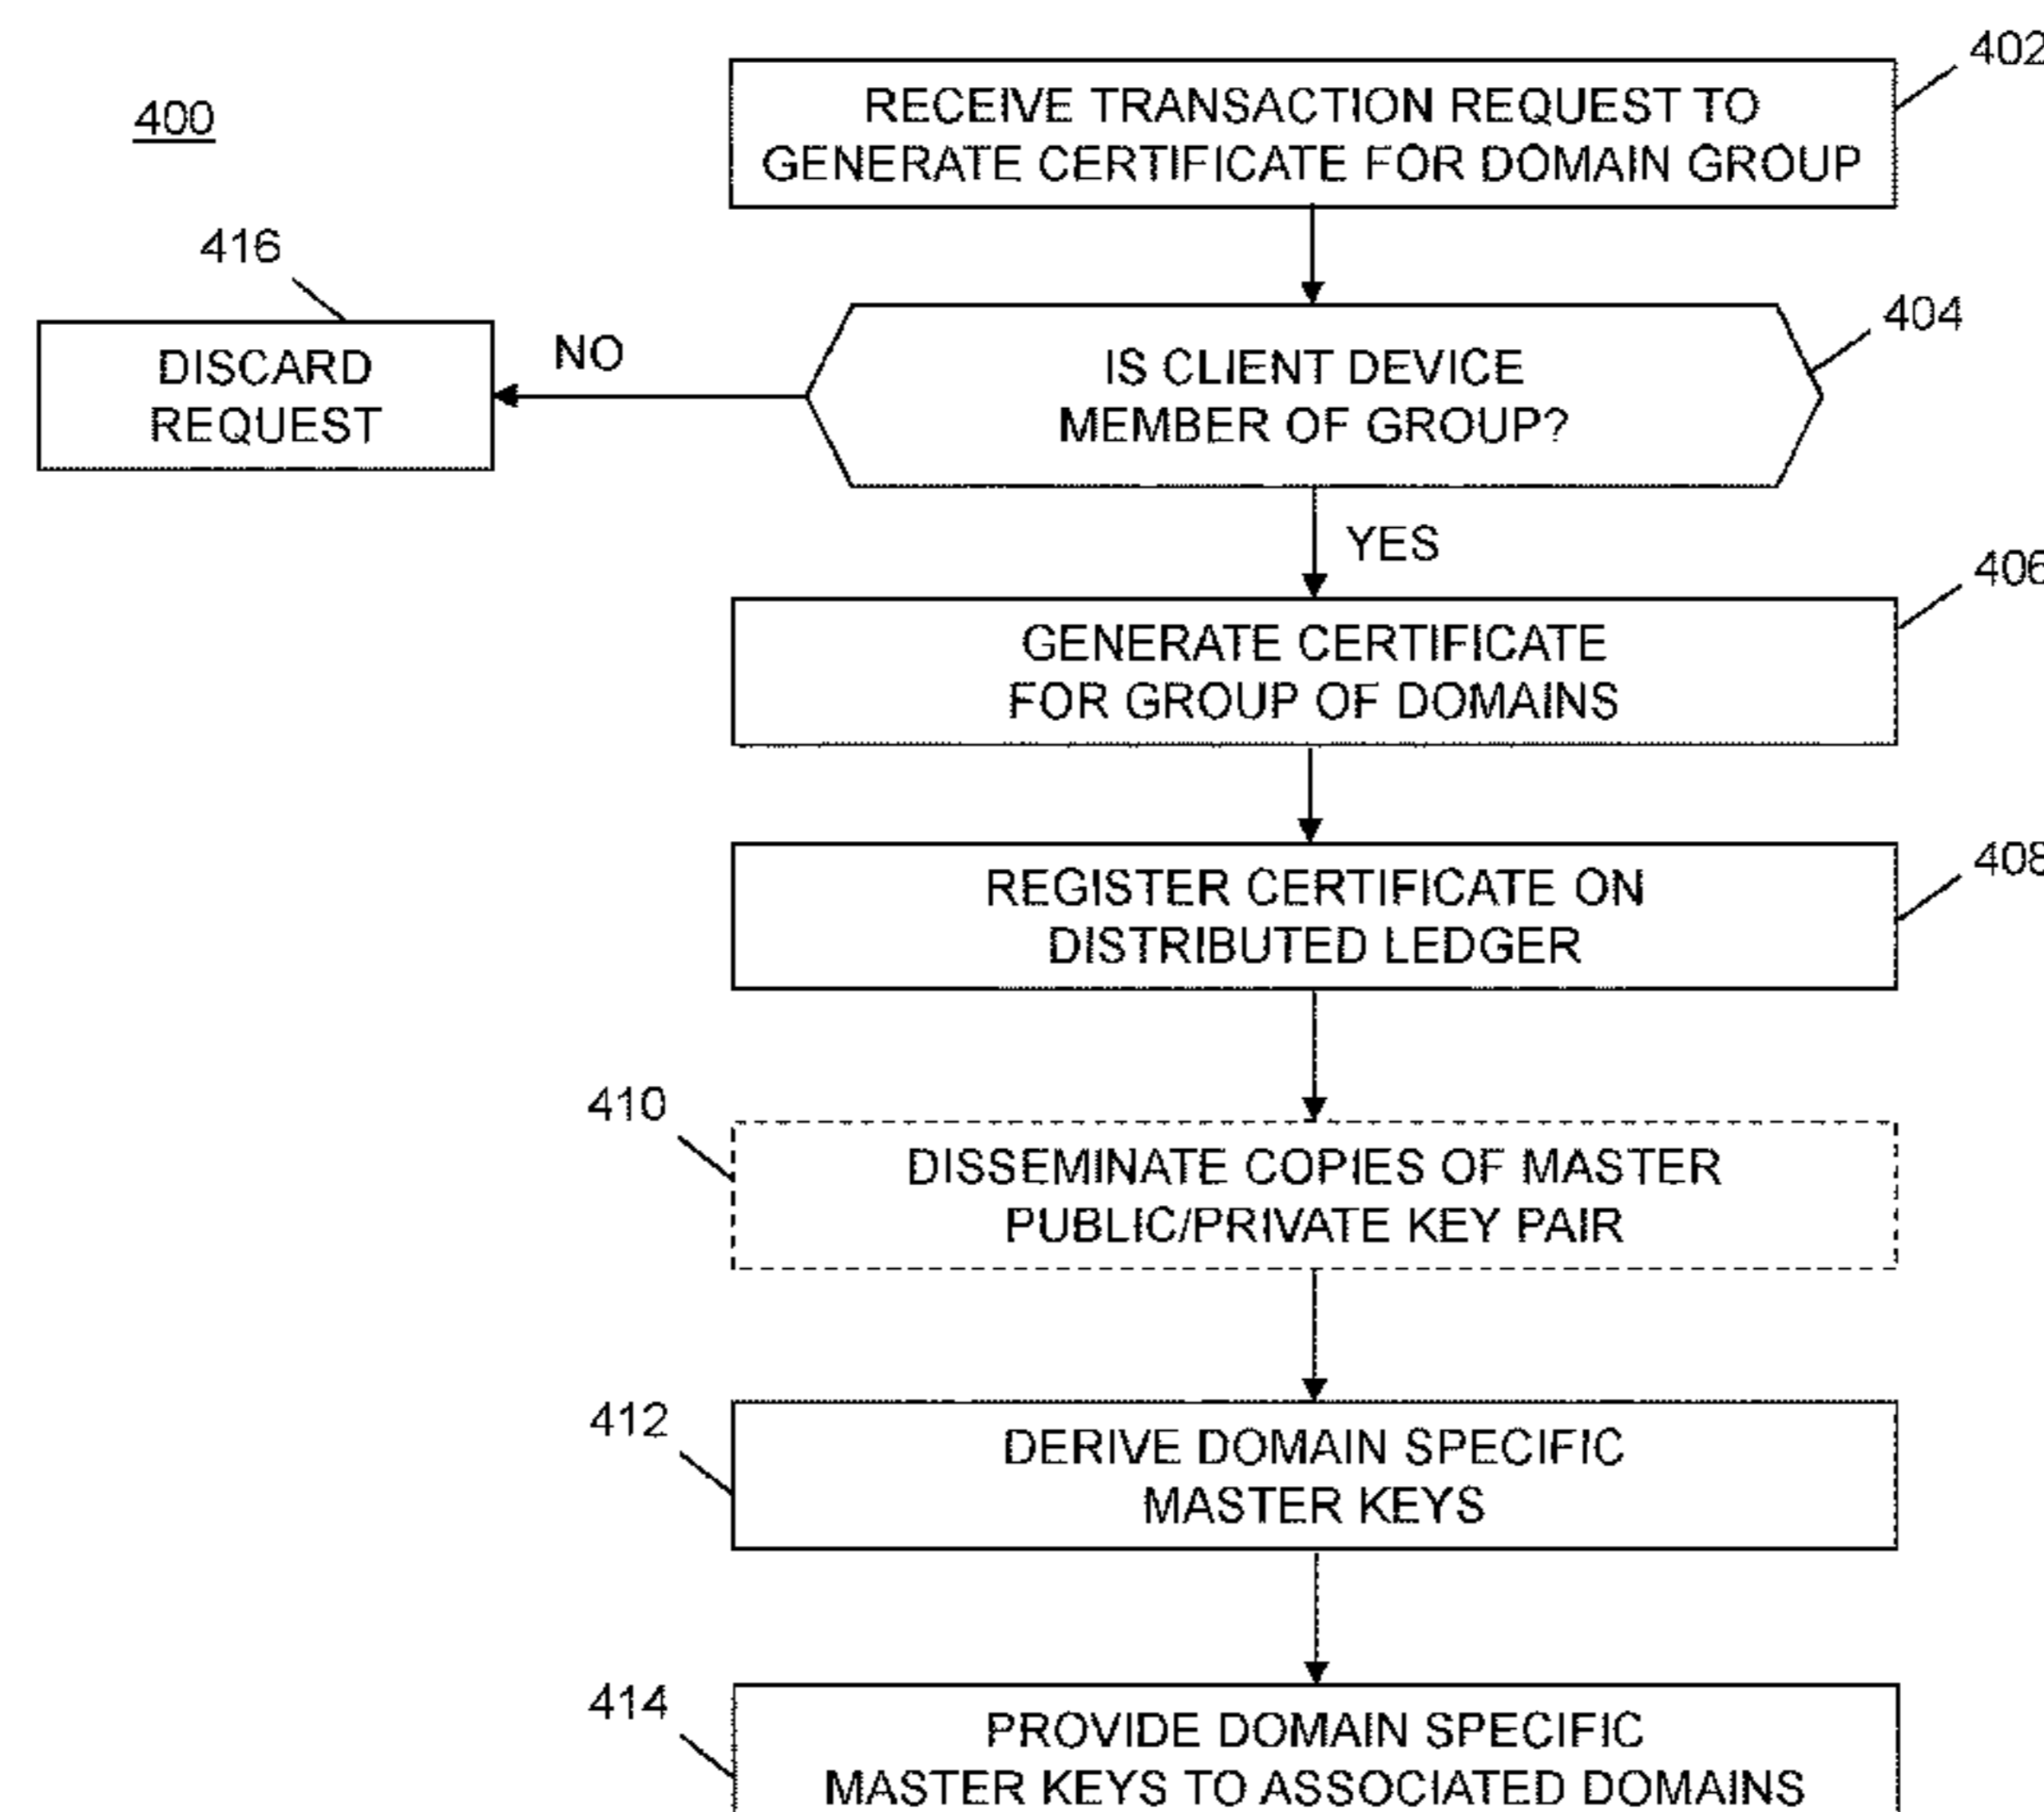 400
402
RECEIVE TRANSACTION REQUEST TO
GENERATE CERTIFICATE FOR DOMAIN GROUP
416
DISCARD
REQUEST
NO
404
IS CLIENT DEVICE
MEMBER OF GROUP?
YES
406
GENERATE CERTIFICATE
FOR GROUP OF DOMAINS
408
REGISTER CERTIFICATE ON
DISTRIBUTED LEDGER
410
DISSEMINATE COPIES OF MASTER
PUBLIC/PRIVATE KEY PAIR
412
DERIVE DOMAIN SPECIFIC
MASTER KEYS
414
PROVIDE DOMAIN SPECIFIC
MASTER KEYS TO ASSOCIATED DOMAINS